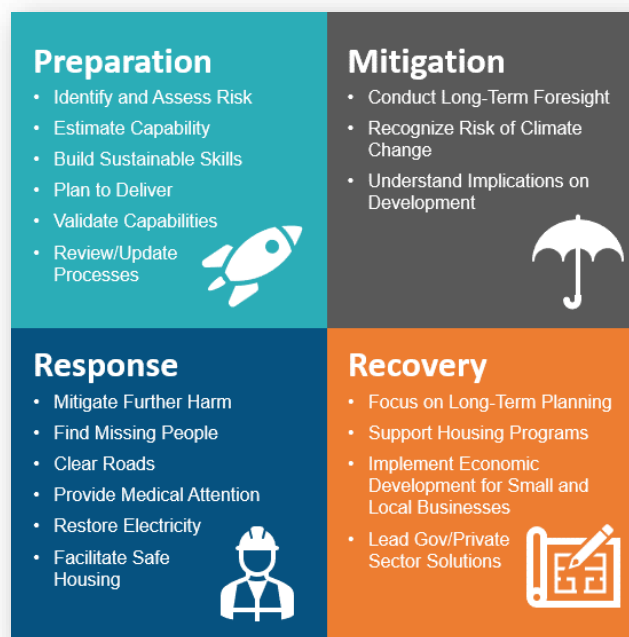 Preparation
• Identify and Assess Risk
• Estimate Capability
• Build Sustainable Skills
• Plan to Deliver
• Validate Capabilities
• Review/Update
Processes
Mitigation
• Conduct Long-Term Foresight
• Recognize Risk of Climate
Change
• Understand Implications on
Development
Response
• Mitigate Further Harm
• Find Missing People
• Clear Roads
• Provide Medical Attention
• Restore Electricity
• Facilitate Safe
Housing
Recovery
• Focus on Long-Term Planning
• Support Housing Programs
• Implement Economic
Development for Small and
Local Businesses
• Lead Gov/Private
Sector Solutions